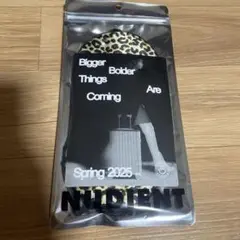 Bigger
Bolder
Things
Are
Coming
Spring 2025
NUDIENT